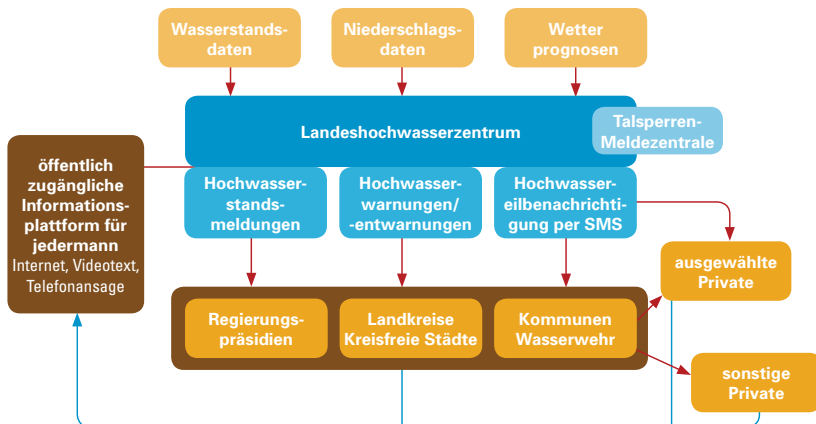 Wasserstands-
daten
Niederschlags-
daten
Wetter
prognosen
Landeshochwasserzentrum
Talsperren-
Meldezentrale
öffentlich
zugängliche
Informations-
plattform für
jedermann
Internet, Videotext,
Telefonansage
Hochwasser-
stands-
meldungen
Hochwasser-
warnungen/
-entwarnungen
Hochwasser-
eilbenachrichti-
gung per SMS
ausgewählte
Private
Regierungs-
präsidien
Landkreise
Kreisfreie Städte
Kommunen
Wasserwehr
sonstige
Private